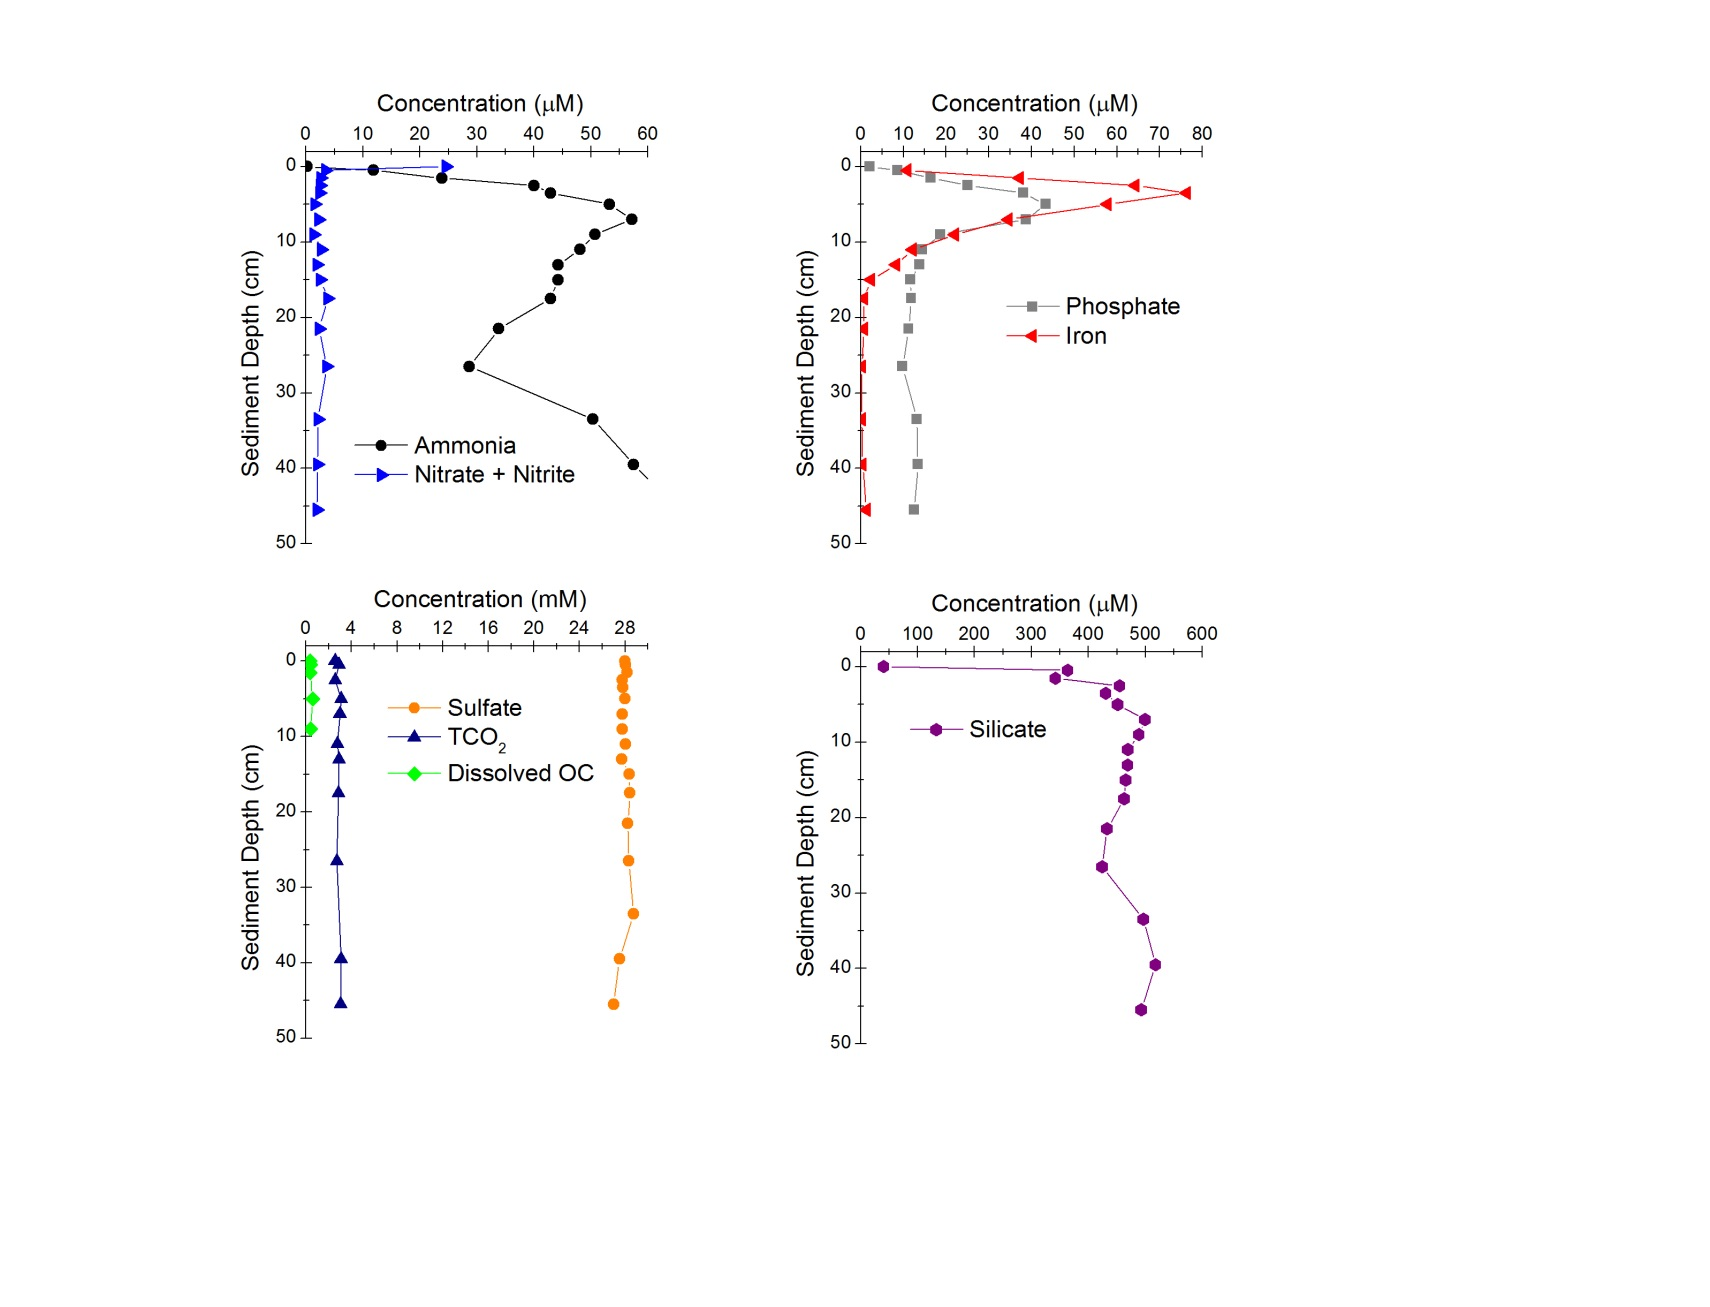 Concentration (μM)
0 10 20 30 40 50 60
0
10
20
30
40
50
Sediment Depth (cm)
Ammonia
Nitrate + Nitrite
Concentration (μM)
0 10 20 30 40 50 60 70 80
0
10
20
30
40
50
Sediment Depth (cm)
Phosphate
Iron
Concentration (mM)
0 4 8 12 16 20 24 28
0
10
20
30
40
50
Sediment Depth (cm)
Sulfate
TCO2
Dissolved OC
Concentration (μM)
0 100 200 300 400 500 600
0
10
20
30
40
50
Sediment Depth (cm)
Silicate